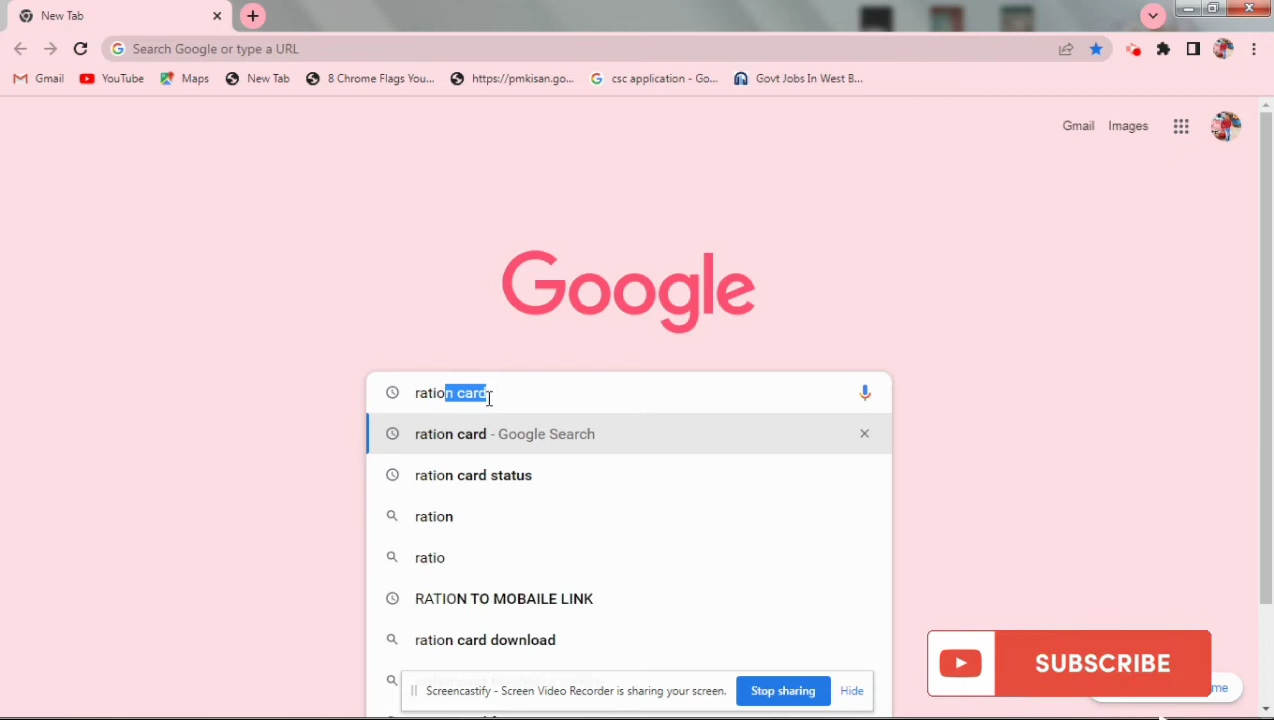 New Tab
Search Google or type a URL
Gmail YouTube Maps New Tab 8 Chrome Flags You... https://pmkisan.go... csc application - Go... Govt Jobs In West B...
Gmail Images
Google
ration card
ration card - Google Search
ration card status
ration
ratio
RATION TO MOBAILE LINK
ration card download
Screencastify - Screen Video Recorder is sharing your screen. Stop sharing Hide
SUBSCRIBE